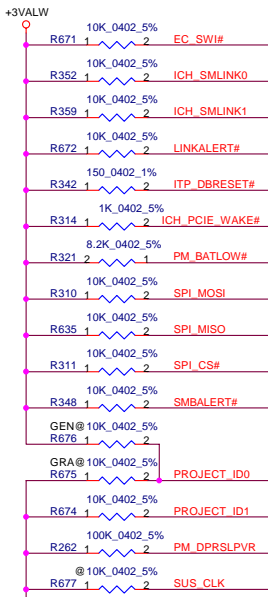 +3VALW
10K_0402_5%
R671 1 2 EC_SWI#
10K_0402_5%
R352 1 2 ICH_SMLINK0
10K_0402_5%
R359 1 2 ICH_SMLINK1
10K_0402_5%
R672 1 2 LINKALERT#
150_0402_1%
R342 1 2 ITP_DBRESET#
1K_0402_5%
R314 1 2 ICH_PCIE_WAKE#
8.2K_0402_5%
R321 2 1 PM_BATLOW#
10K_0402_5%
R310 1 2 SPI_MOSI
10K_0402_5%
R635 1 2 SPI_MISO
10K_0402_5%
R311 1 2 SPI_CS#
10K_0402_5%
R348 1 2 SMBALERT#
GEN@ 10K_0402_5%
R676 1 2
GRA@ 10K_0402_5%
R675 1 2 PROJECT_ID0
10K_0402_5%
R674 1 2 PROJECT_ID1
100K_0402_5%
R262 1 2 PM_DPRSLPVR
@ 10K_0402_5%
R677 1 2 SUS_CLK